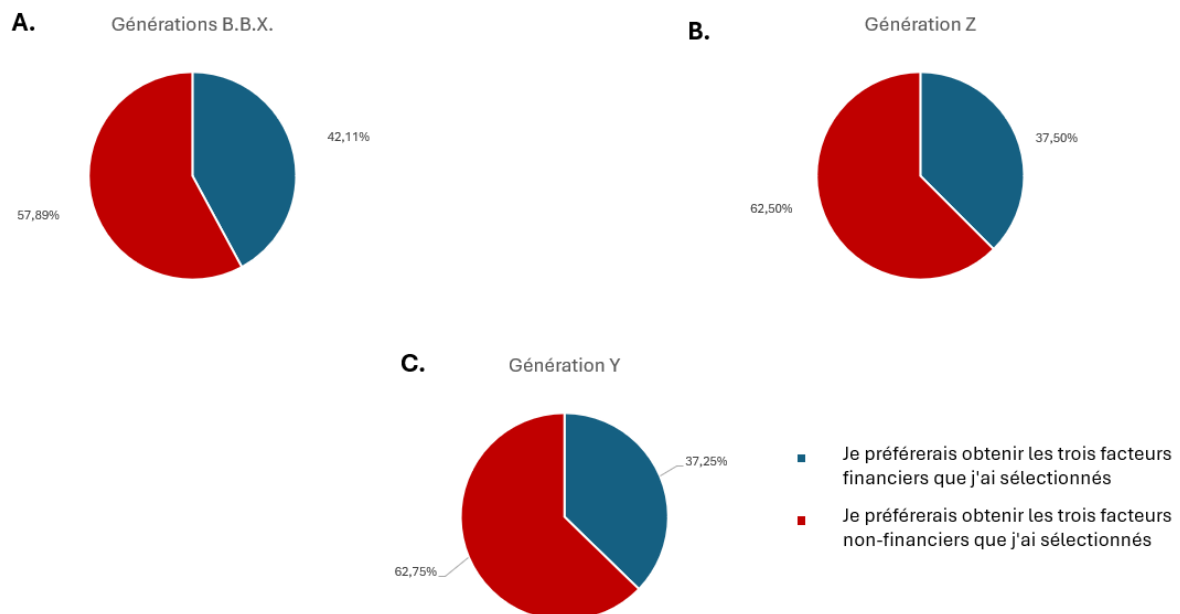 A.
Générations B.B.X.
42,11%
57,89%
B.
Génération Z
37,50%
62,50%
C.
Génération Y
37,25%
62,75%
Je préférerais obtenir les trois facteurs
financiers que j'ai sélectionnés
Je préférerais obtenir les trois facteurs
non-financiers que j'ai sélectionnés